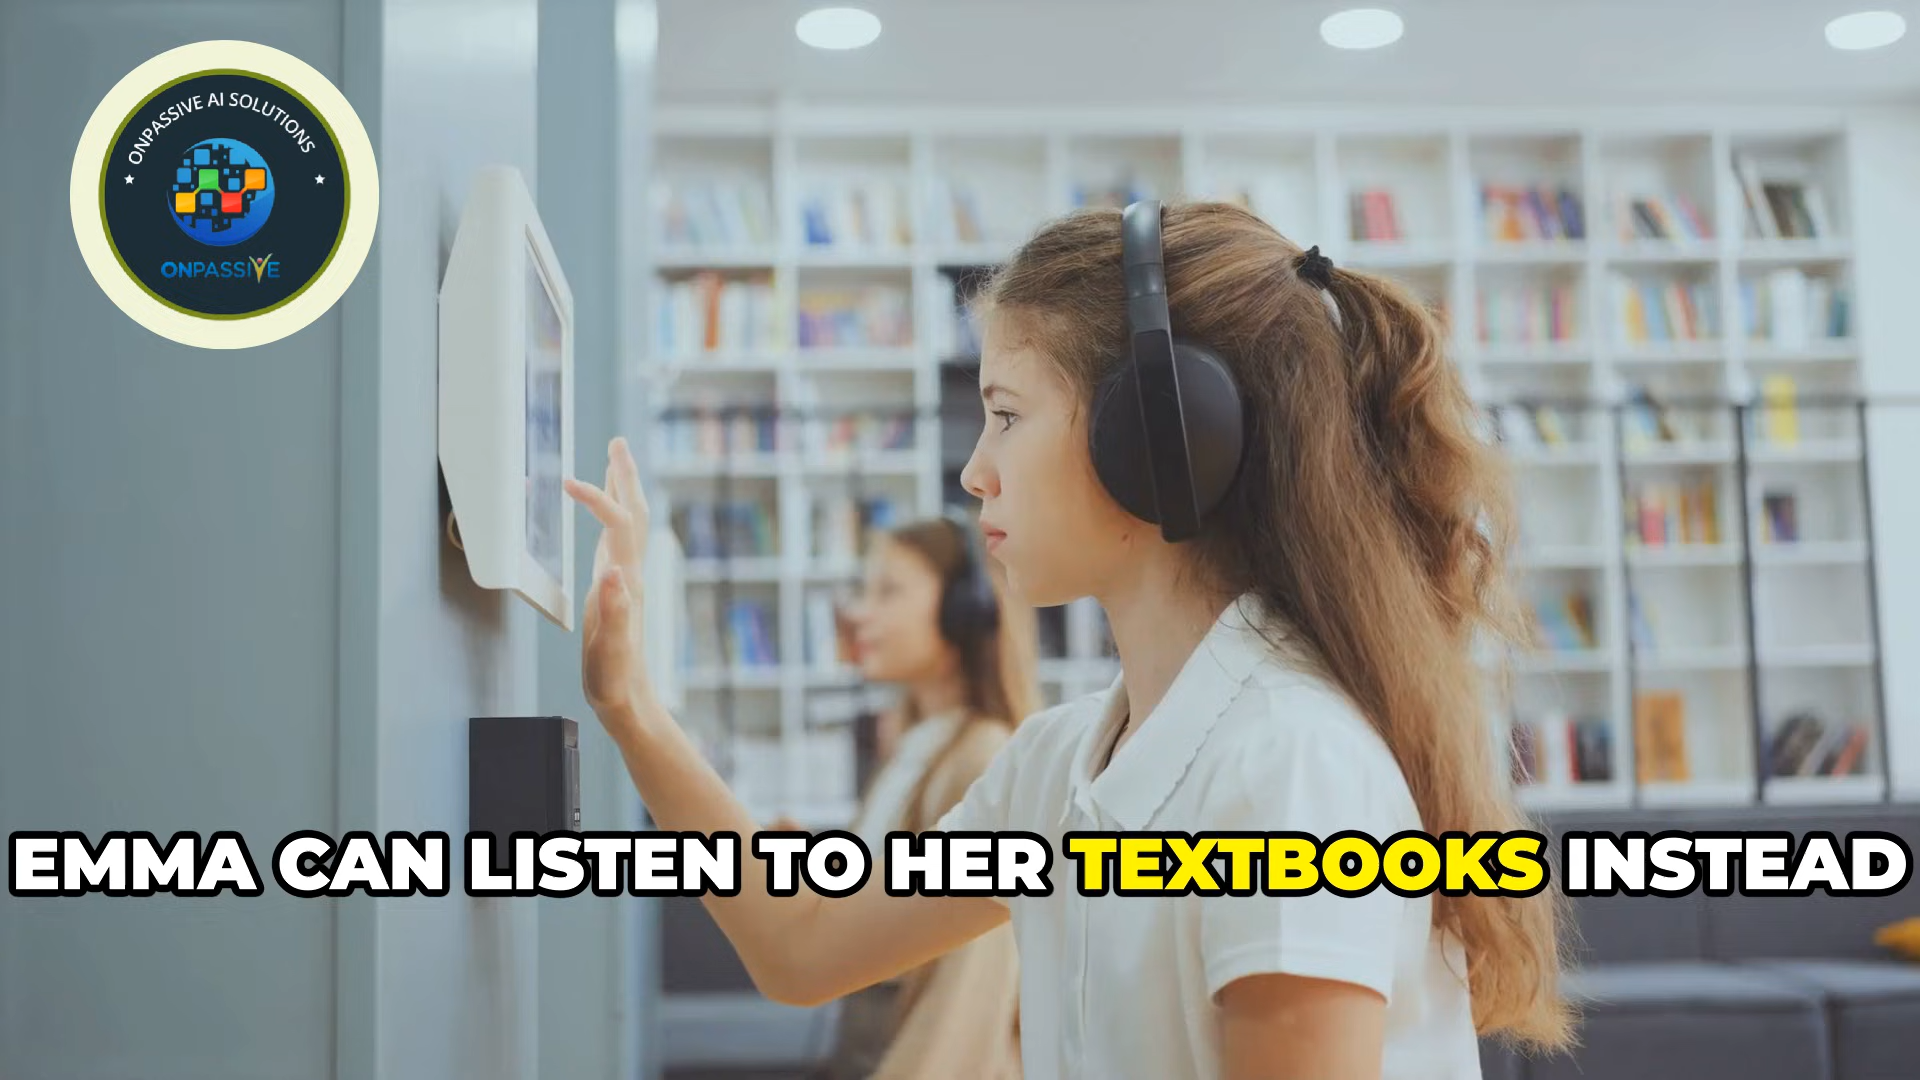 ONPASSIVE AI SOLUTIONS
ONPASSIVE
EMMA CAN LISTEN TO HER TEXTBOOKS INSTEAD